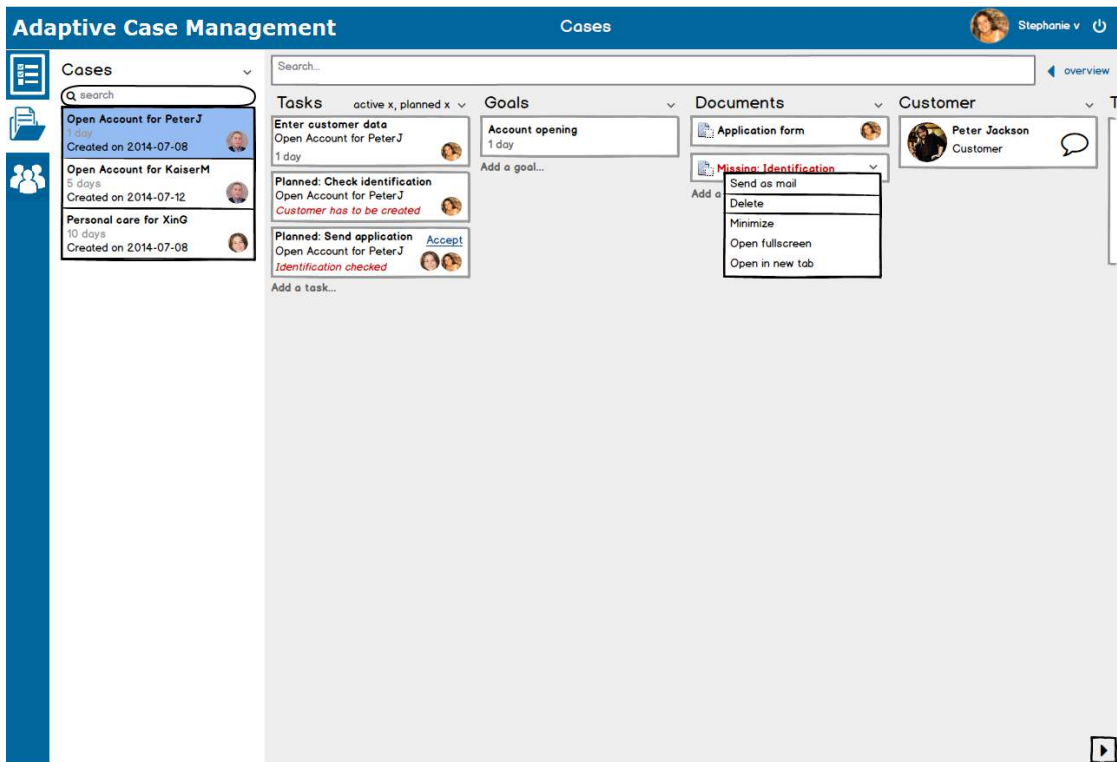 Adaptive Case Management
Cases
Stephanie v
Cases
search
Open Account for PeterJ
1 day
Created on 2014-07-08
Open Account for KaiserM
5 days
Created on 2014-07-12
Personal care for XinG
10 days
Created on 2014-07-08
Search...
overview
Tasks
active x, planned x
Enter customer data
Open Account for PeterJ
1 day
Planned: Check identification
Open Account for PeterJ
Customer has to be created
Planned: Send application
Accept
Open Account for PeterJ
Identification checked
Add a task...
Goals
Account opening
1 day
Add a goal...
Documents
Application form
Missing: Identification
Add a
Send as mail
Delete
Minimize
Open fullscreen
Open in new tab
Customer
Peter Jackson
Customer
T